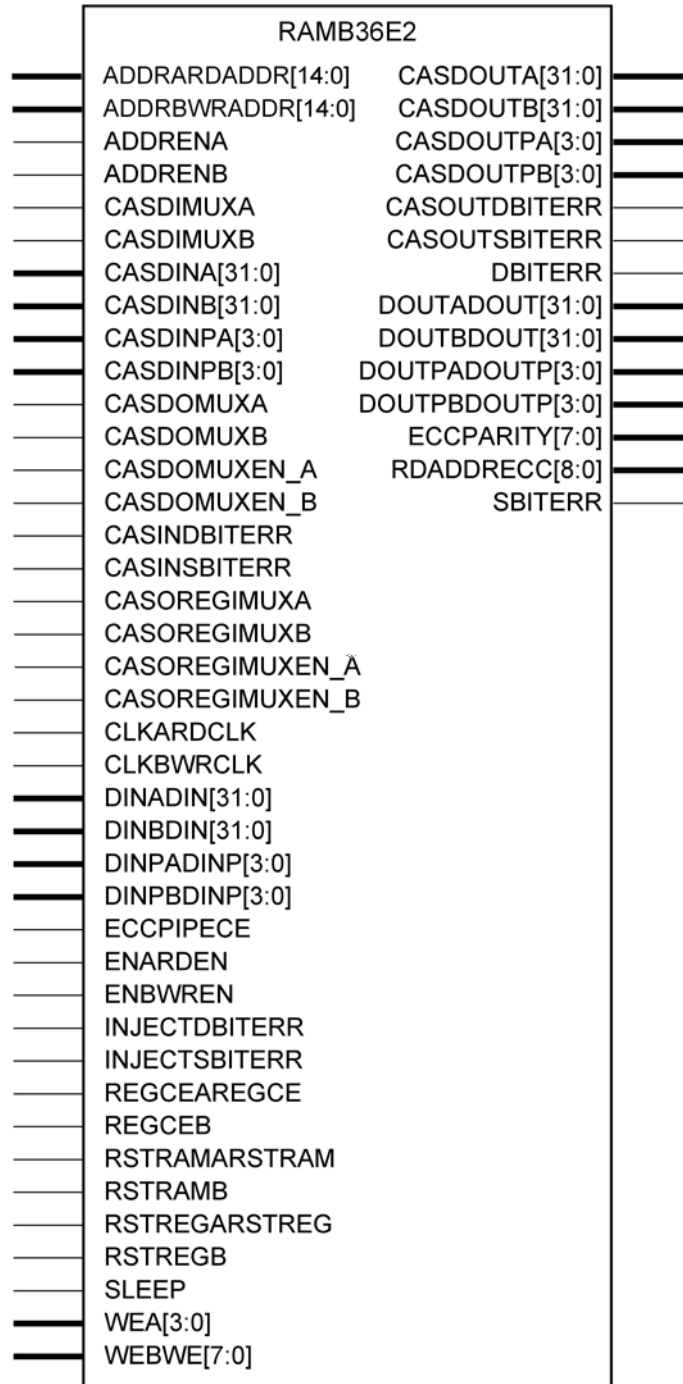 RAMB36E2
ADDRARDADDR[14:0] CASDOUTA[31:0]
ADDRBWRADDR[14:0] CASDOUTB[31:0]
ADDRENA CASDOUTPA[3:0]
ADDRENB CASDOUTPB[3:0]
CASDIMUXA CASOUTDBITERR
CASDIMUXB CASOUTSBITERR
CASDINA[31:0] DBITERR
CASDINB[31:0] DOUTADOUT[31:0]
CASDINPA[3:0] DOUTBDOUT[31:0]
CASDINPB[3:0] DOUTPADOUTP[3:0]
CASDOMUXA DOUTPBDOUTP[3:0]
CASDOMUXB ECCPARITY[7:0]
CASDOMUXEN_A RDADDRECC[8:0]
CASDOMUXEN_B SBITERR
CASINDBITERR
CASINSBITERR
CASOREGIMUXA
CASOREGIMUXB
CASOREGIMUXEN_A
CASOREGIMUXEN_B
CLKARDCLK
CLKBWRCLK
DINADIN[31:0]
DINBDIN[31:0]
DINPADINP[3:0]
DINPBDINP[3:0]
ECCPIPECE
ENARDEN
ENBWREN
INJECTDBITERR
INJECTSBITERR
REGCEAREGCE
REGCEB
RSTRAMARSTRAM
RSTRAMB
RSTREGARSTREG
RSTREGB
SLEEP
WEA[3:0]
WEBWE[7:0]